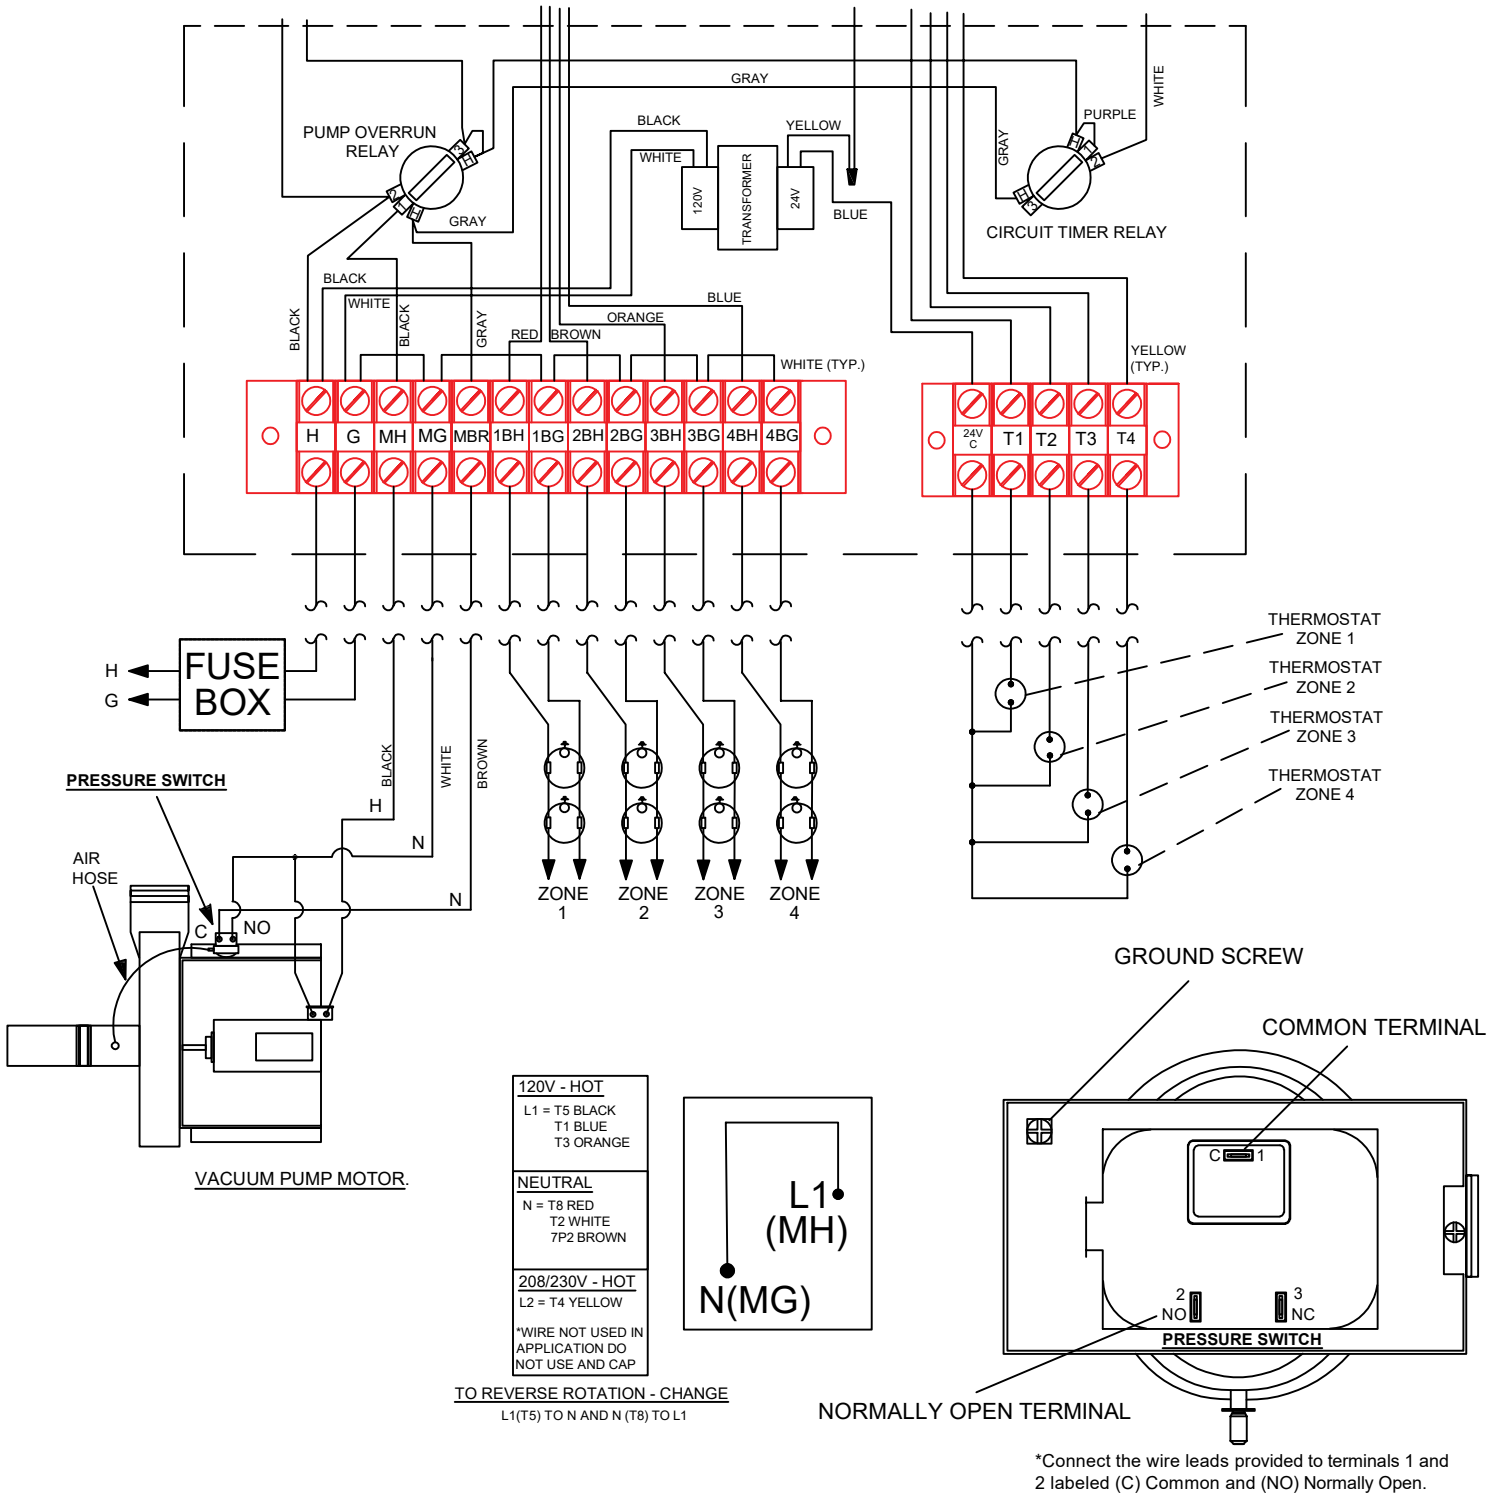 GRAY
WHITE
PURPLE
BLACK
YELLOW
PUMP OVERRUN
RELAY
3
H
2
1
H
WHITE
GRAY
120V
TRANSFORMER
24V
BLUE
GRAY
H
1
2
H
3
CIRCUIT TIMER RELAY
BLACK
WHITE
BLACK
BLACK
GRAY
BLUE
ORANGE
RED
BROWN
WHITE (TYP.)
YELLOW
(TYP.)
H G MH MG MBR 1BH 1BG 2BH 2BG 3BH 3BG 4BH 4BG
24V
C
T1 T2 T3 T4
H
G
FUSE
BOX
THERMOSTAT
ZONE 1
THERMOSTAT
ZONE 2
THERMOSTAT
ZONE 3
THERMOSTAT
ZONE 4
BLACK
WHITE
BROWN
PRESSURE SWITCH
H
N
AIR
HOSE
N
C
NO
ZONE
1
ZONE
2
ZONE
3
ZONE
4
VACUUM PUMP MOTOR.
120V - HOT
L1 = T5 BLACK
T1 BLUE
T3 ORANGE
NEUTRAL
N = T8 RED
T2 WHITE
7P2 BROWN
208/230V - HOT
L2 = T4 YELLOW
*WIRE NOT USED IN
APPLICATION DO
NOT USE AND CAP
TO REVERSE ROTATION - CHANGE
L1(T5) TO N AND N (T8) TO L1
L1
(MH)
N(MG)
GROUND SCREW
COMMON TERMINAL
C 1
2
NO
3
NC
PRESSURE SWITCH
NORMALLY OPEN TERMINAL
*Connect the wire leads provided to terminals 1 and
2 labeled (C) Common and (NO) Normally Open.